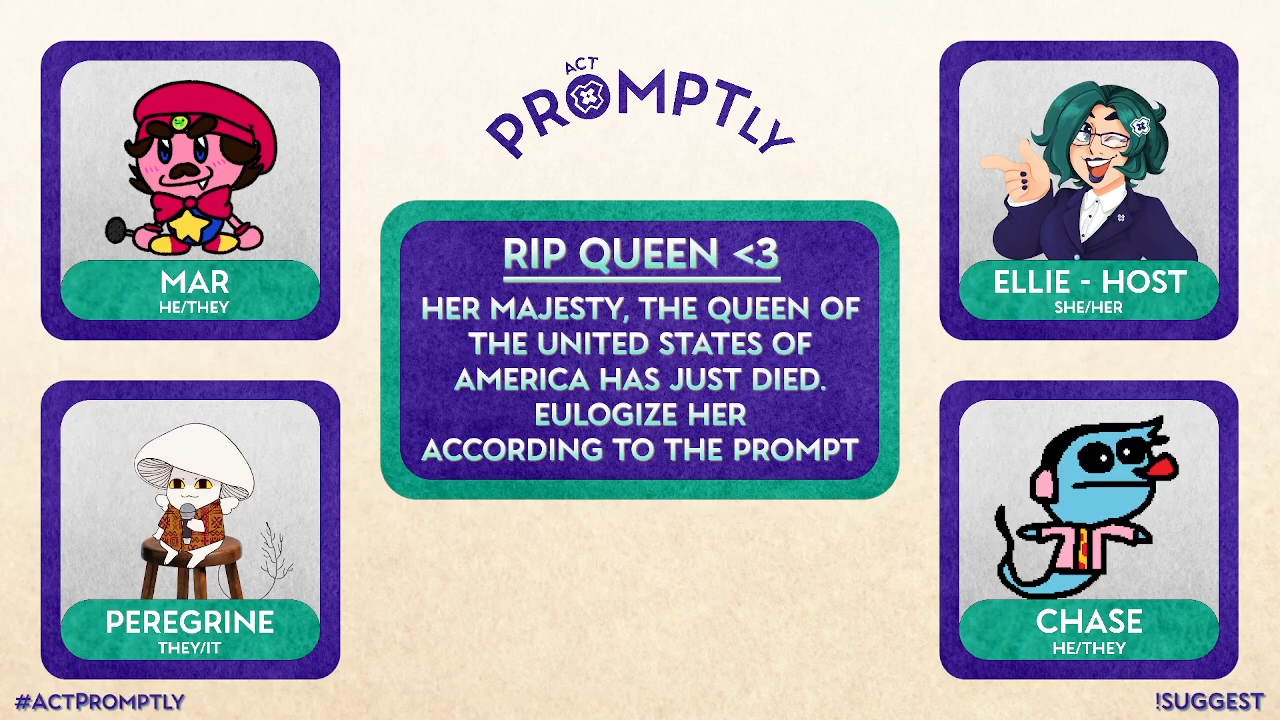 ACT
PROMPTLY
MAR
HE/THEY
ELLIE - HOST
SHE/HER
RIP QUEEN <3
HER MAJESTY, THE QUEEN OF
THE UNITED STATES OF
AMERICA HAS JUST DIED.
EULOGIZE HER
ACCORDING TO THE PROMPT
PEREGRINE
THEY/IT
CHASE
HE/THEY
#ACTPROMPTLY
!SUGGEST